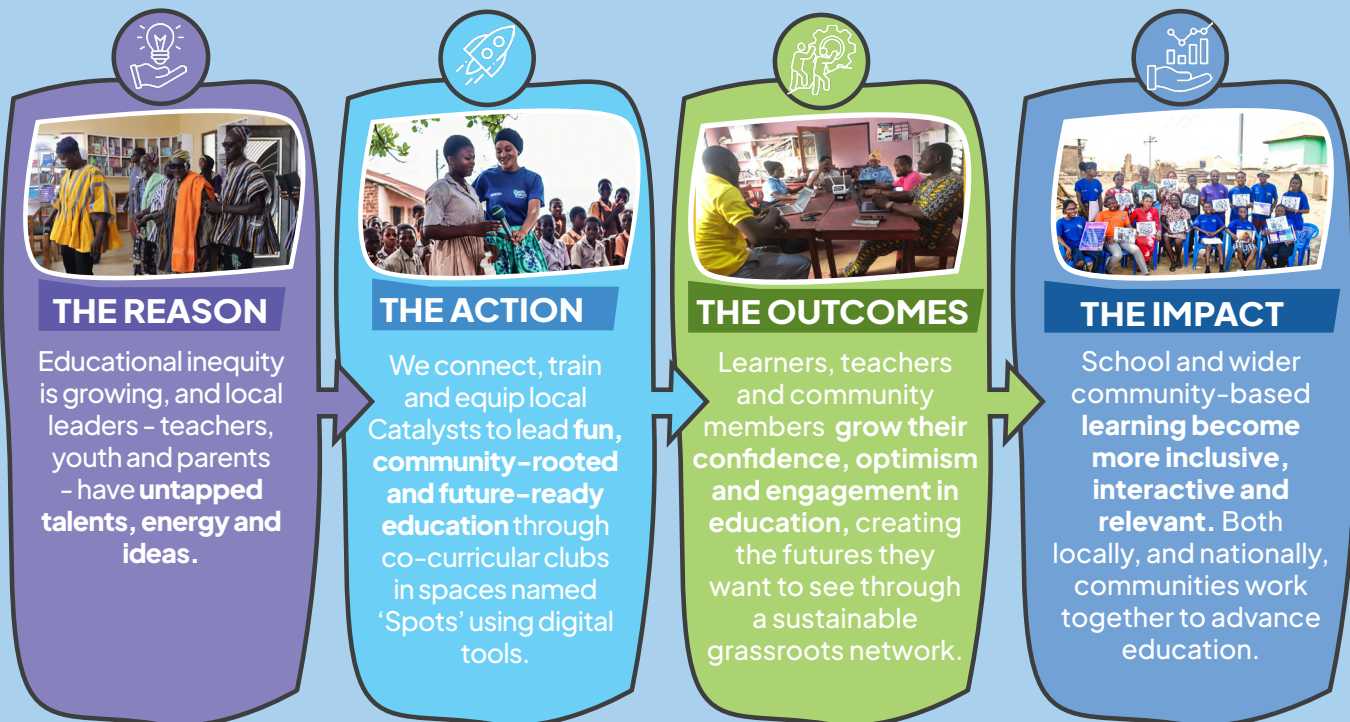 THE REASON
Educational inequity
is growing, and local
leaders - teachers,
youth and parents
- have untapped
talents, energy and
ideas.
THE ACTION
We connect, train
and equip local
Catalysts to lead fun,
community-rooted
and future-ready
education through
co-curricular clubs
in spaces named
‘Spots’ using digital
tools.
THE OUTCOMES
Learners, teachers
and community
members grow their
confidence, optimism
and engagement in
education, creating
the futures they
want to see through
a sustainable
grassroots network.
THE IMPACT
School and wider
community-based
learning become
more inclusive,
interactive and
relevant. Both
locally, and nationally,
communities work
together to advance
education.